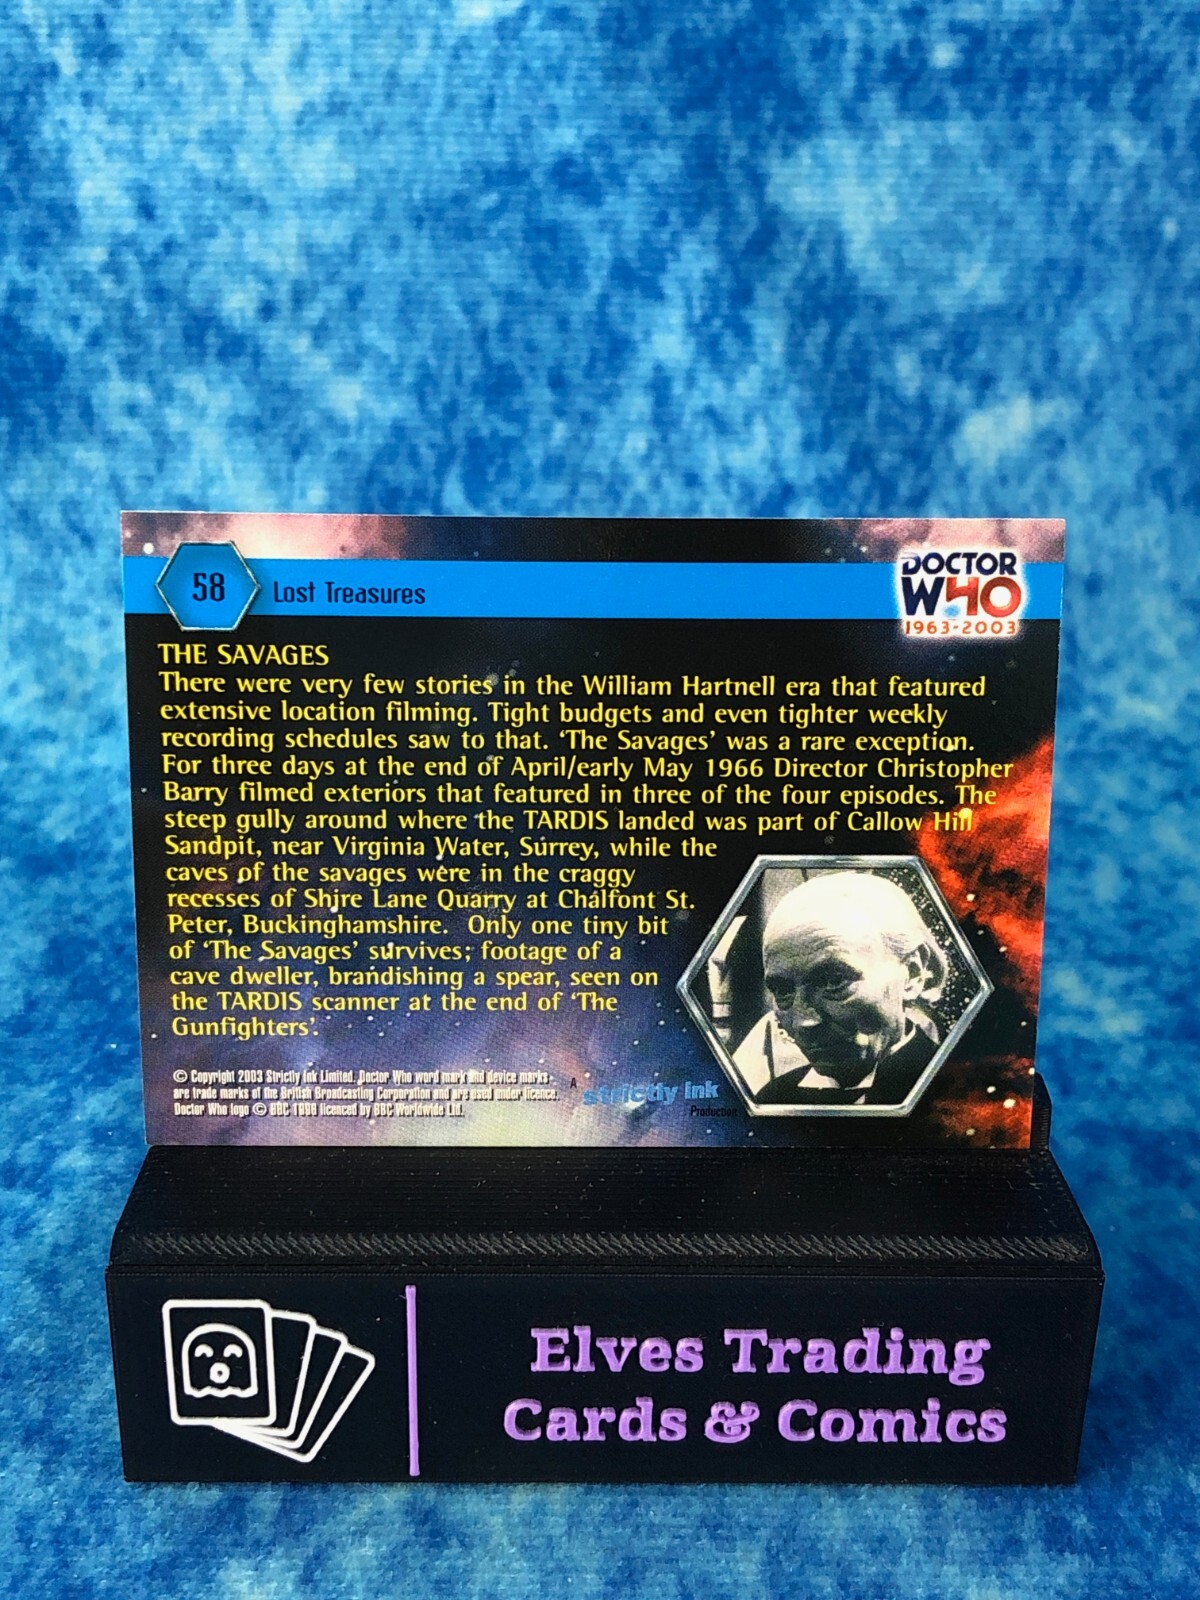 58
Lost Treasures
DOCTOR
WHO
1963-2003
THE SAVAGES
There were very few stories in the William Hartnell era that featured
extensive location filming. Tight budgets and even tighter weekly
recording schedules saw to that. ‘The Savages’ was a rare exception.
For three days at the end of April/early May 1966 Director Christopher
Barry filmed exteriors that featured in three of the four episodes. The
steep gully around where the TARDIS landed was part of Callow Hill
Sandpit, near Virginia Water, Surrey, while the
caves of the savages were in the craggy
recesses of Shire Lane Quarry at Chalfont St.
Peter, Buckinghamshire. Only one tiny bit
of ‘The Savages’ survives; footage of a
cave dweller, brandishing a spear, seen on
the TARDIS scanner at the end of ‘The
Gunfighters’.
© Copyright 2003 Strictly Ink Limited. Doctor Who word mark and device marks
are trade marks of the British Broadcasting Corporation and are used under licence.
Doctor Who logo © BBC 1996 licenced by BBC Worldwide Ltd.
A
strictly ink
Production
Elves Trading
Cards & Comics